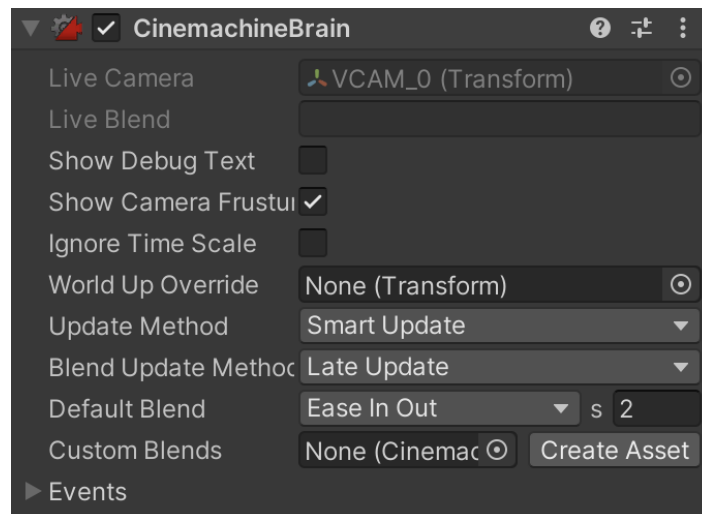 CinemachineBrain
Live Camera VCAM_0 (Transform)
Live Blend
Show Debug Text
Show Camera Frustu
Ignore Time Scale
World Up Override None (Transform)
Update Method Smart Update
Blend Update Method Late Update
Default Blend Ease In Out s 2
Custom Blends None (Cinemac Create Asset
Events